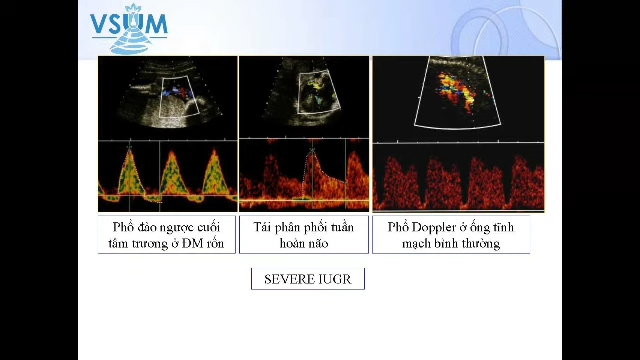 VSUM
Phổ đảo ngược cuối
tâm trương ở ĐM rốn
Tái phân phối tuần
hoàn não
Phổ Doppler ở ống tĩnh
mạch bình thường
SEVERE IUGR